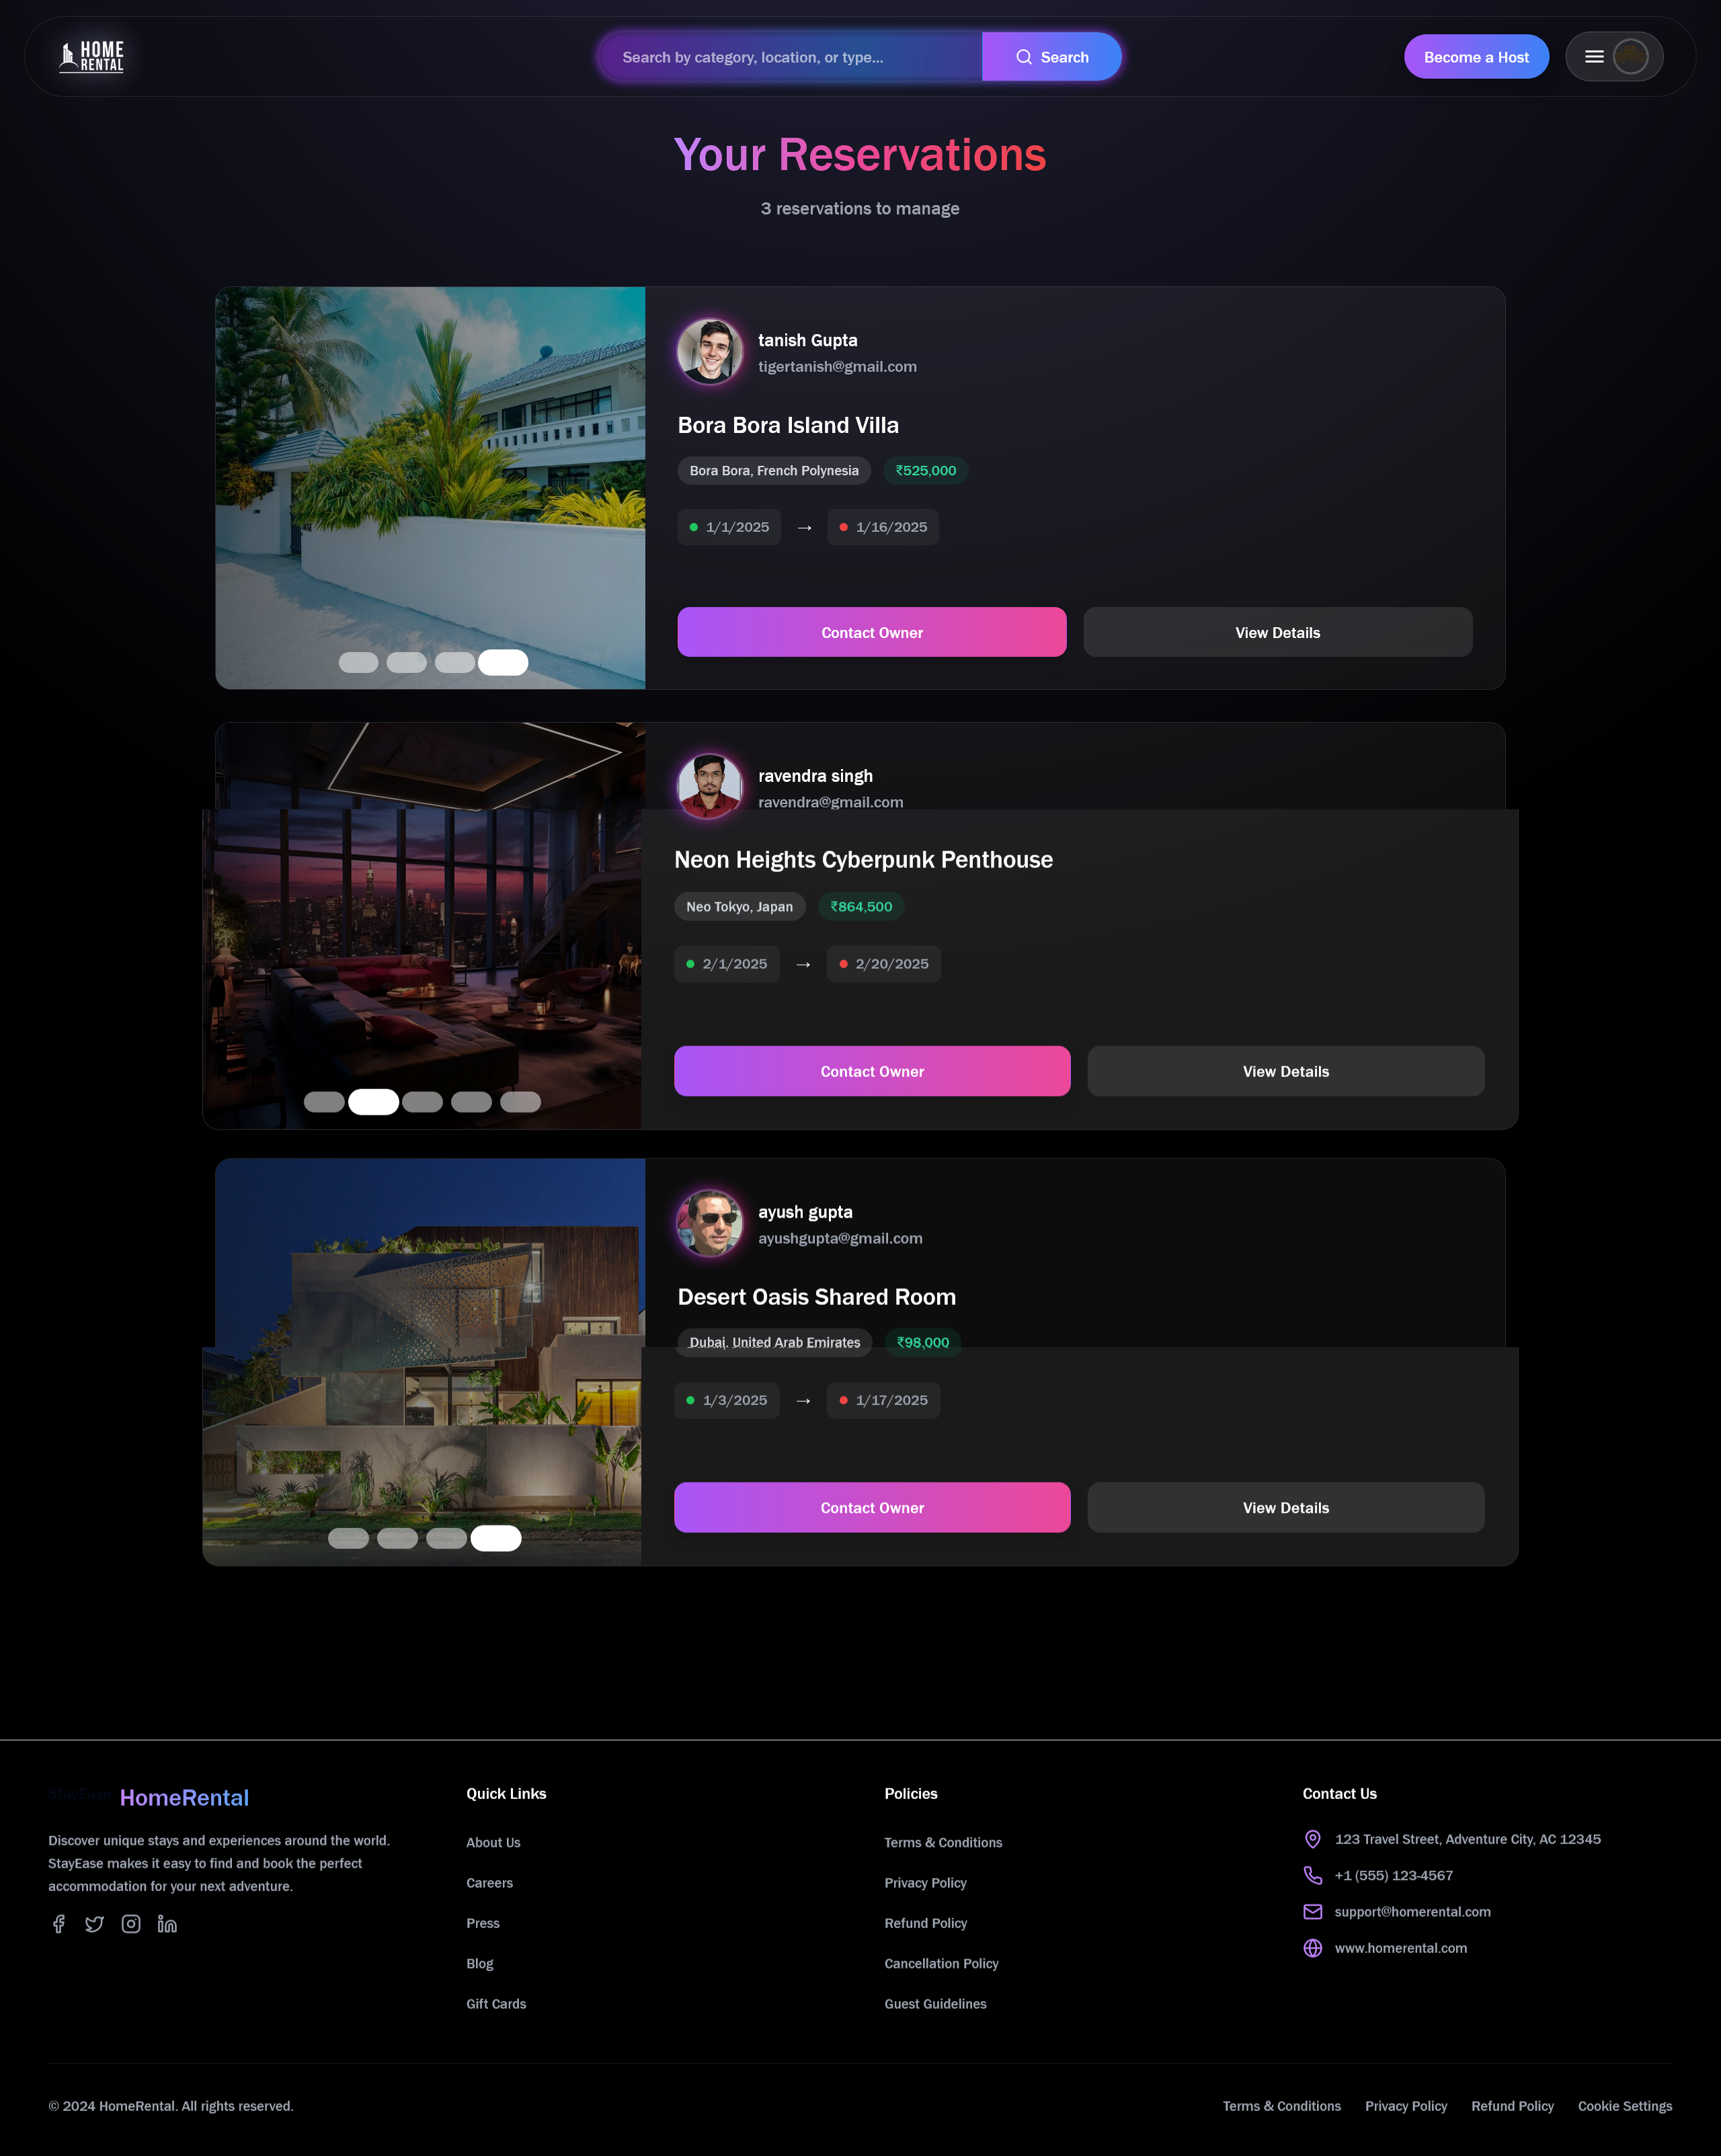 HOME
RENTAL
Search by category, location, or type...
Search
Become a Host
Your Reservations
3 reservations to manage
tanish Gupta
tigertanish@gmail.com
Bora Bora Island Villa
Bora Bora, French Polynesia
₹525,000
1/1/2025 → 1/16/2025
Contact Owner
View Details
ravendra singh
ravendra@gmail.com
Neon Heights Cyberpunk Penthouse
Neo Tokyo, Japan
₹864,500
2/1/2025 → 2/20/2025
Contact Owner
View Details
ayush gupta
ayushgupta@gmail.com
Desert Oasis Shared Room
Dubai, United Arab Emirates
₹98,000
1/3/2025 → 1/17/2025
Contact Owner
View Details
StayEase HomeRental
Discover unique stays and experiences around the world.
StayEase makes it easy to find and book the perfect
accommodation for your next adventure.
Quick Links
About Us
Careers
Press
Blog
Gift Cards
Policies
Terms & Conditions
Privacy Policy
Refund Policy
Cancellation Policy
Guest Guidelines
Contact Us
123 Travel Street, Adventure City, AC 12345
+1 (555) 123-4567
support@homerental.com
www.homerental.com
© 2024 HomeRental. All rights reserved.
Terms & Conditions
Privacy Policy
Refund Policy
Cookie Settings